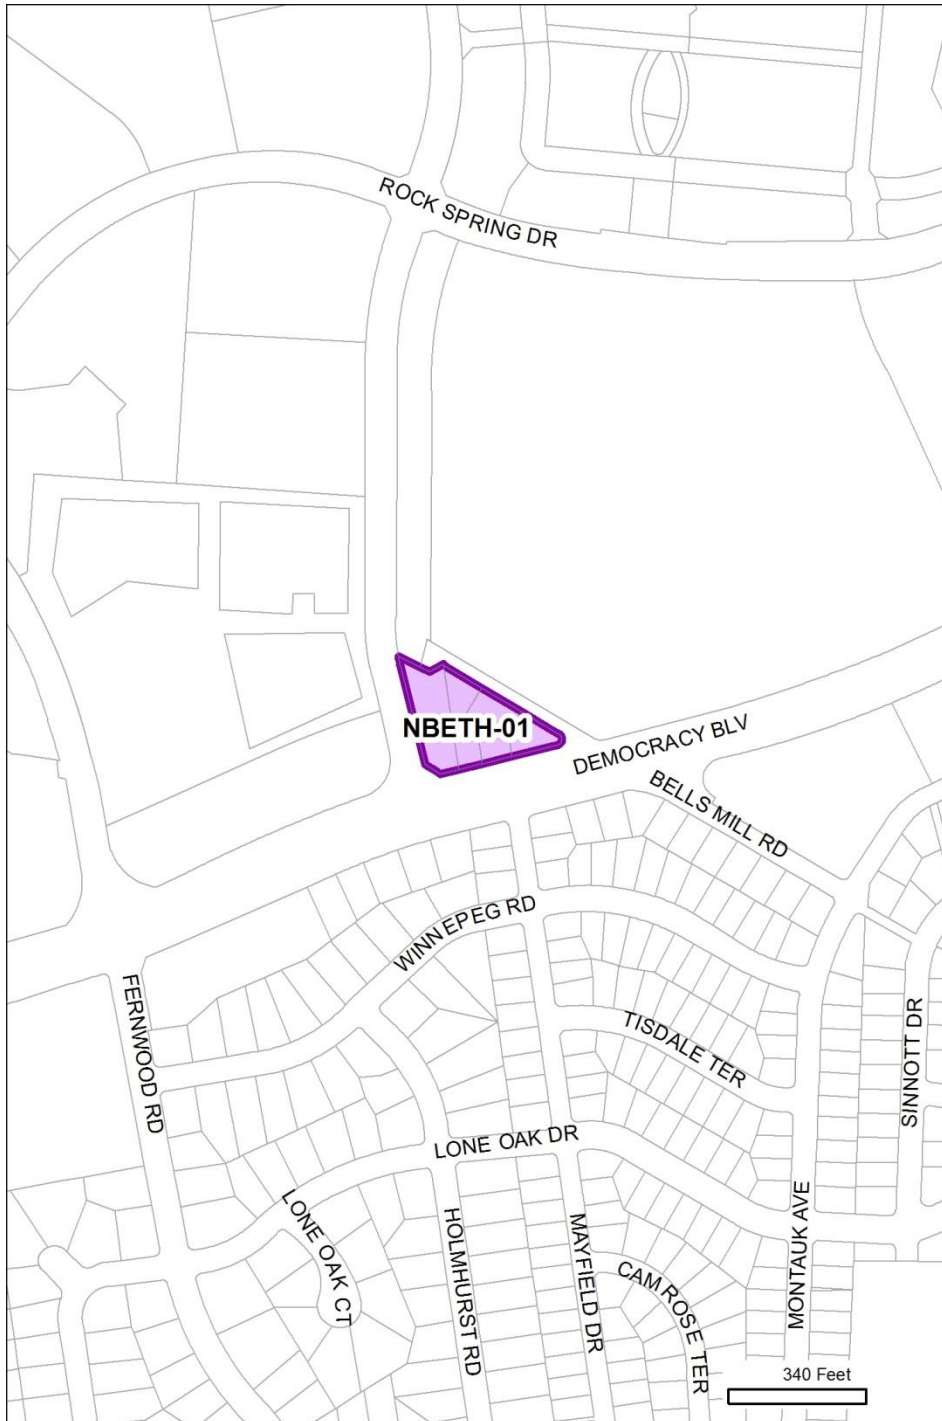 ROCK SPRING DR
NBETH-01
DEMOCRACY BLV
BELLS MILL RD
WINNEPEG RD
FERNWOOD RD
TISDALE TER
SINNOTT DR
LONE OAK DR
LONE OAK CT
HOLMHURST RD
MAYFIELD DR
MONTAUK AVE
CAMROSE TER
340 Feet